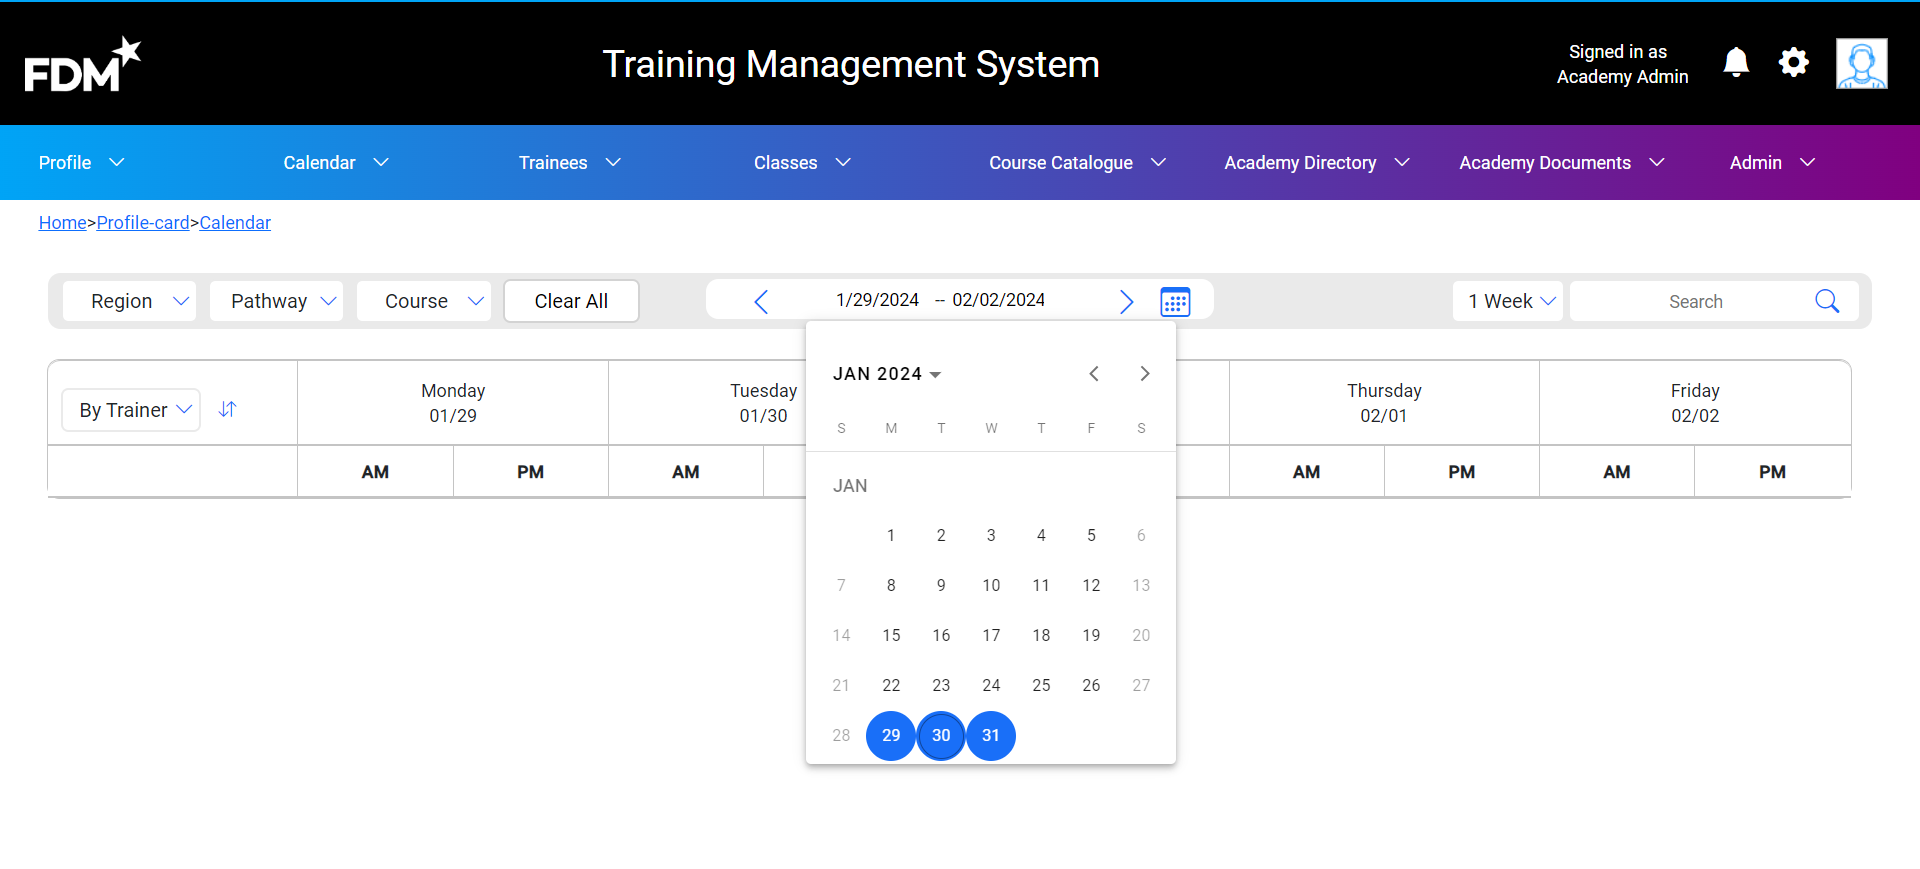 FDM
Training Management System
Signed in as
Academy Admin
Profile Calendar Trainees Classes Course Catalogue Academy Directory Academy Documents Admin
Home>Profile-card>Calendar
Region Pathway Course Clear All 1/29/2024 -- 02/02/2024 1 Week Search
By Trainer
Monday
01/29
Tuesday
01/30
Thursday
02/01
Friday
02/02
AM PM AM AM PM AM PM
JAN 2024
S M T W T F S
JAN
1 2 3 4 5 6
7 8 9 10 11 12 13
14 15 16 17 18 19 20
21 22 23 24 25 26 27
28 29 30 31